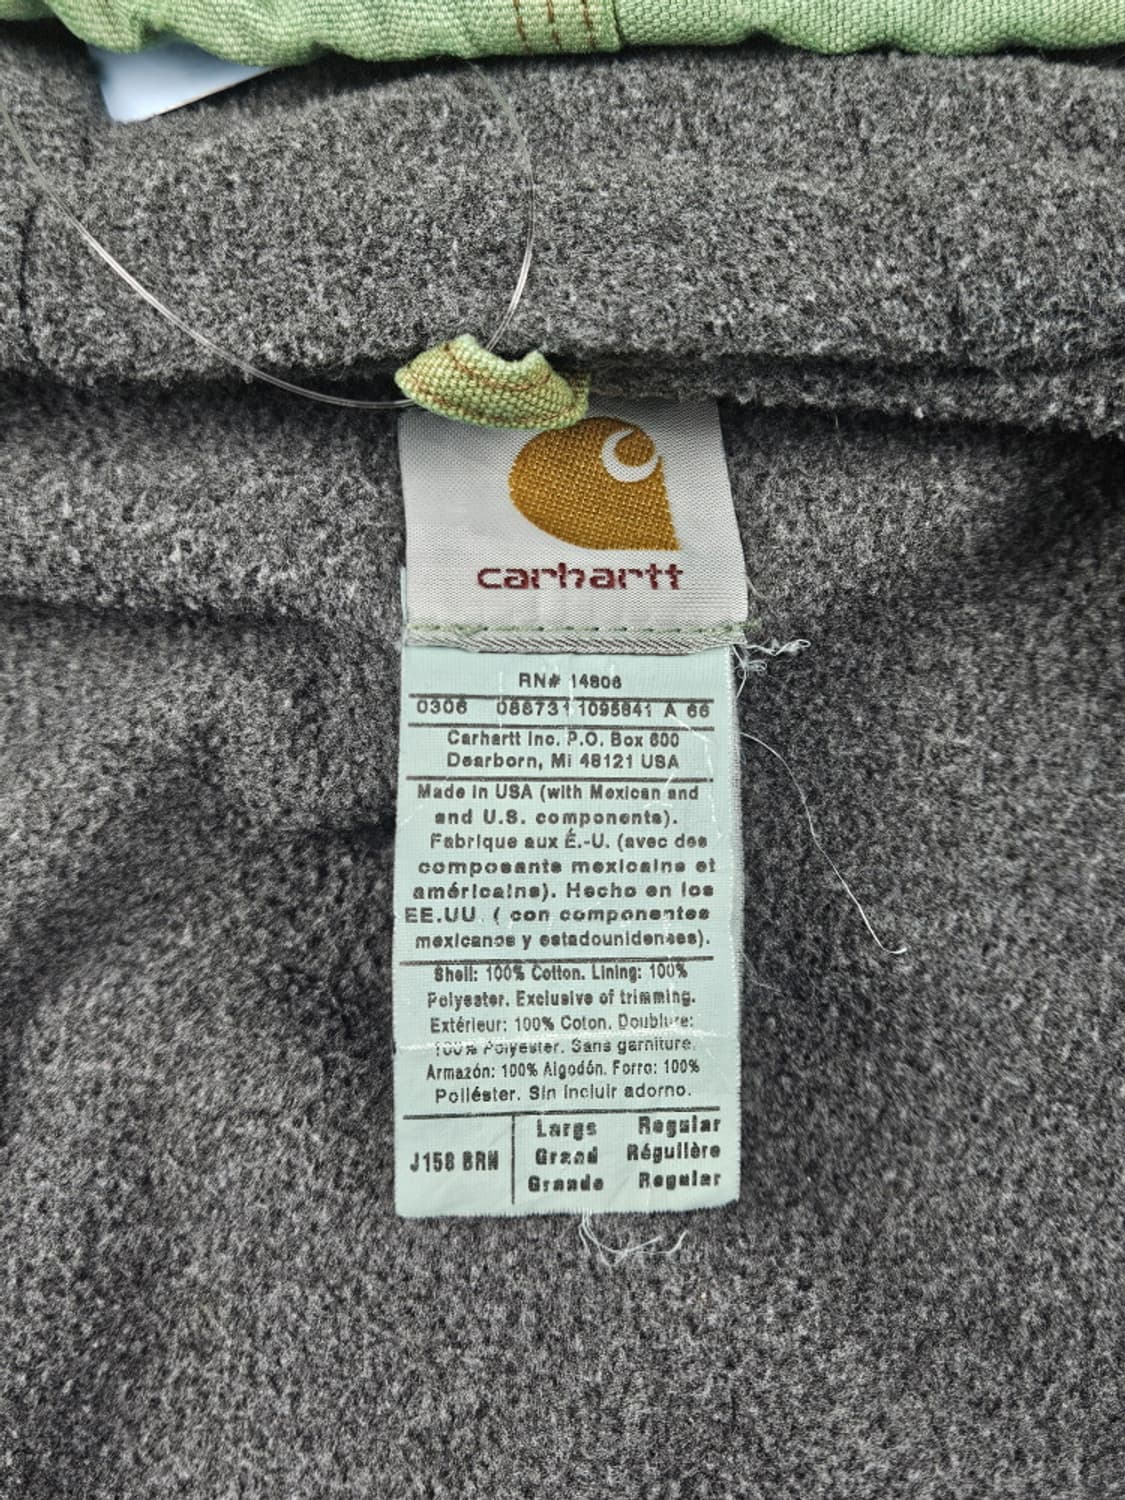 carhartt
RN# 14806
0306 088731 1095841 A 66
Carhartt Inc. P.O. Box 600
Dearborn, Mi 48121 USA
Made in USA (with Mexican and
and U.S. components).
Fabrique aux É.-U. (avec des
composants mexicains et
américains). Hecho en los
EE.UU. ( con componentes
mexicanos y estadounidenses).
Shell: 100% Cotton. Lining: 100%
Polyester. Exclusive of trimming.
Extérieur: 100% Coton. Doublure:
100% Polyester. Sans garniture.
Armazón: 100% Algodón. Forro: 100%
Poliéster. Sin incluir adorno.
J158 BRN
Large Regular
Grand Régulière
Grande Regular